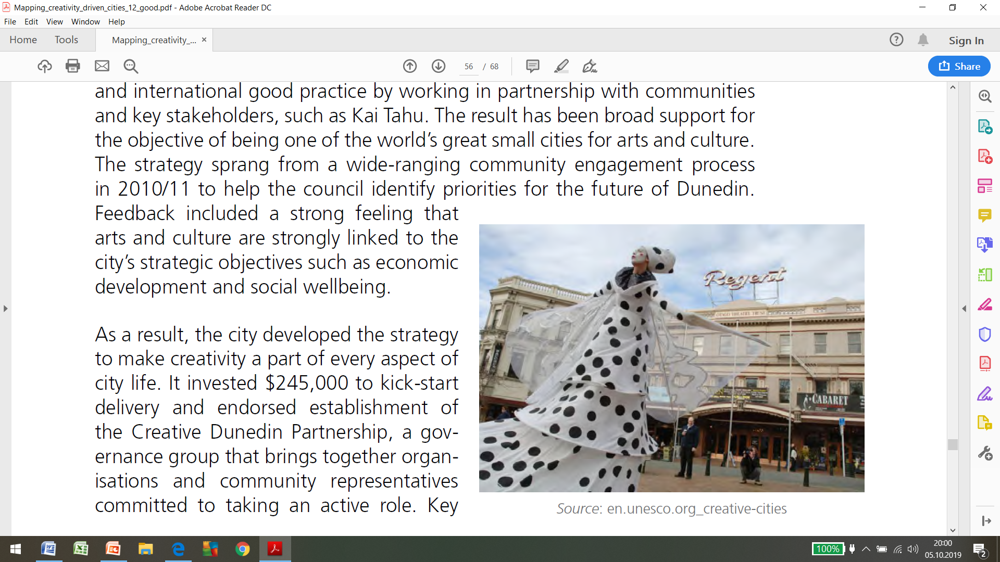 Mapping_creativity_driven_cities_12_good.pdf - Adobe Acrobat Reader DC
File Edit View Window Help
Home Tools Mapping_creativity_... × Sign In
56 / 68 Share
and international good practice by working in partnership with communities
and key stakeholders, such as Kai Tahu. The result has been broad support for
the objective of being one of the world's great small cities for arts and culture.
The strategy sprang from a wide-ranging community engagement process
in 2010/11 to help the council identify priorities for the future of Dunedin.
Feedback included a strong feeling that
arts and culture are strongly linked to the
city's strategic objectives such as economic
development and social wellbeing.
As a result, the city developed the strategy
to make creativity a part of every aspect of
city life. It invested $245,000 to kick-start
delivery and endorsed establishment of
the Creative Dunedin Partnership, a gov-
ernance group that brings together organ-
isations and community representatives
committed to taking an active role. Key
Regent
OTAGO THEATRE TRUST
CABARET
Source: en.unesco.org_creative-cities
100%
20:00
05.10.2019
2